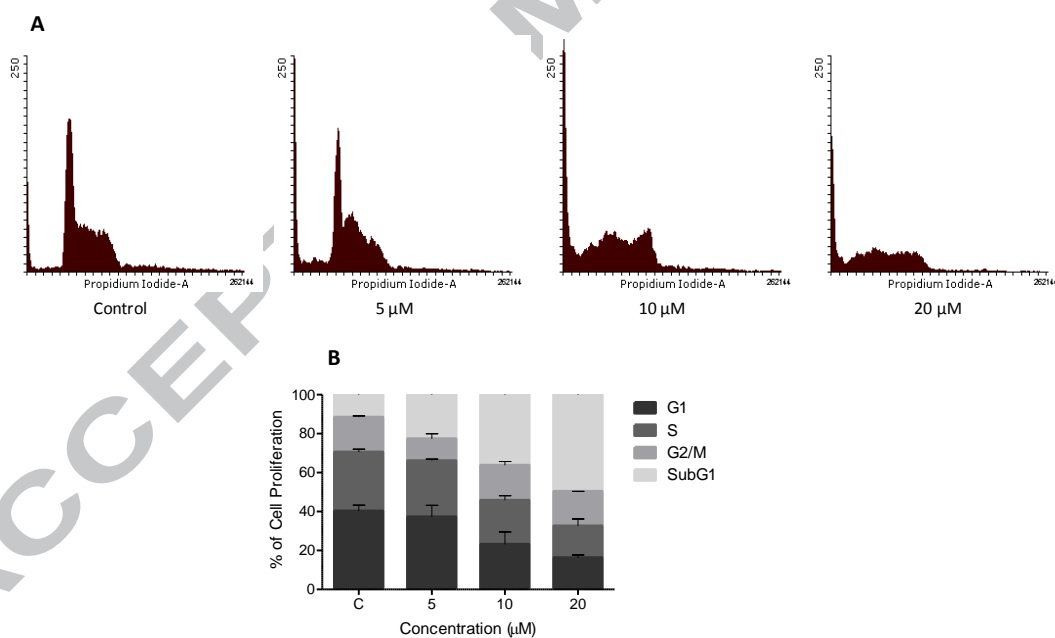 A
250
250
250
250
Propidium Iodide-A
262144
Propidium Iodide-A
262144
Propidium Iodide-A
262144
Propidium Iodide-A
262144
Control
5 µM
10 µM
20 µM
B
100
80
60
40
20
0
% of Cell Proliferation
C
5
10
20
Concentration (µM)
G1
S
G2/M
SubG1